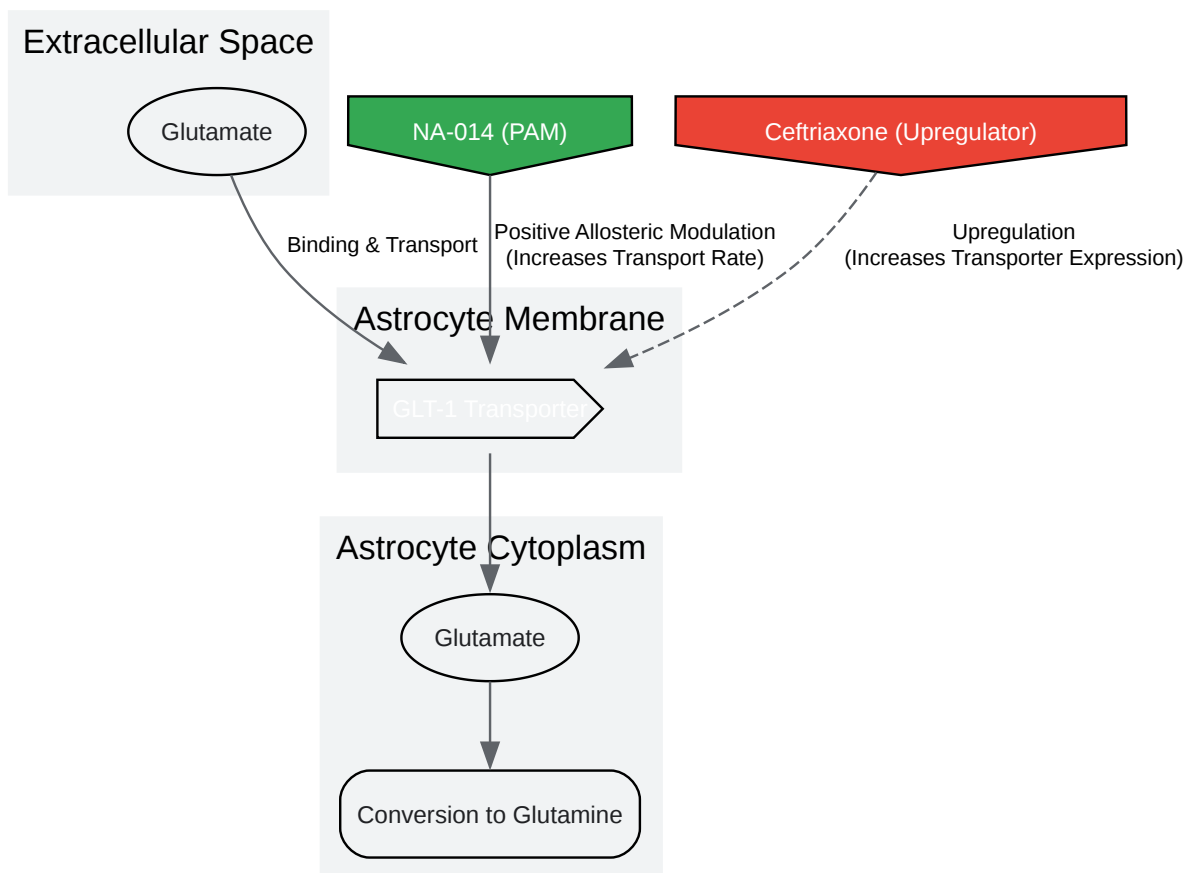 Extracellular Space
Glutamate
NA-014 (PAM)
Ceftriaxone (Upregulator)
Binding & Transport
Positive Allosteric Modulation
(Increases Transport Rate)
Upregulation
(Increases Transporter Expression)
Astrocyte Membrane
GLT-1 Transporter
Astrocyte Cytoplasm
Glutamate
Conversion to Glutamine